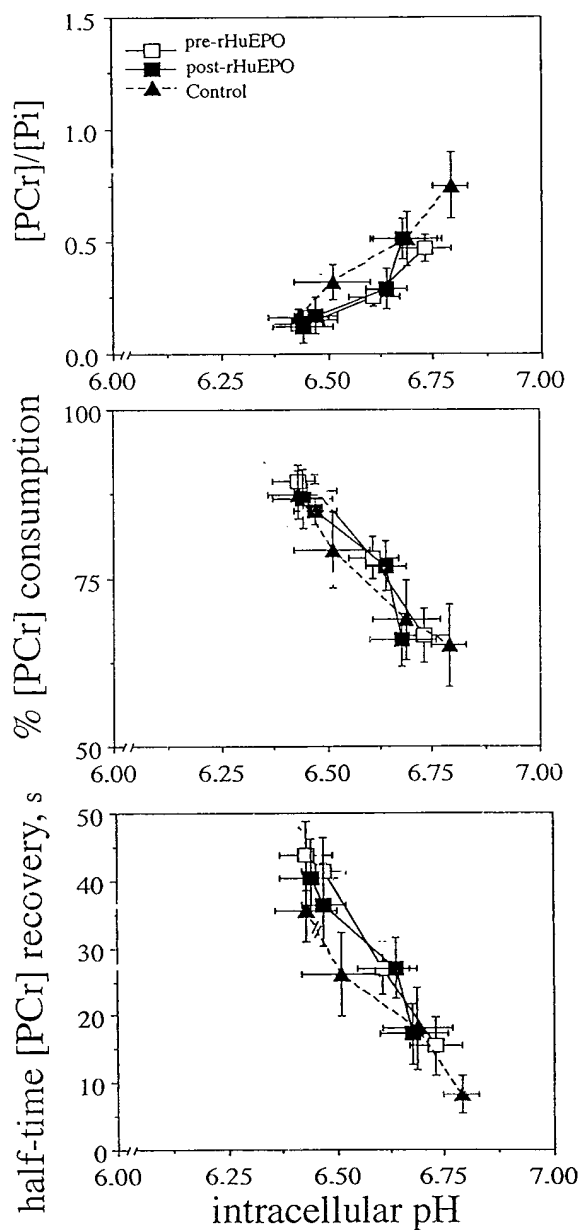 1.5
pre-rHuEPO
post-rHuEPO
Control
1.0
0.5
0.0
[PCr]/[Pi]
6.00 6.25 6.50 6.75 7.00
100
75
50
% [PCr] consumption
6.00 6.25 6.50 6.75 7.00
50
40
30
20
10
0
half-time [PCr] recovery, s
6.00 6.25 6.50 6.75 7.00
intracellular pH